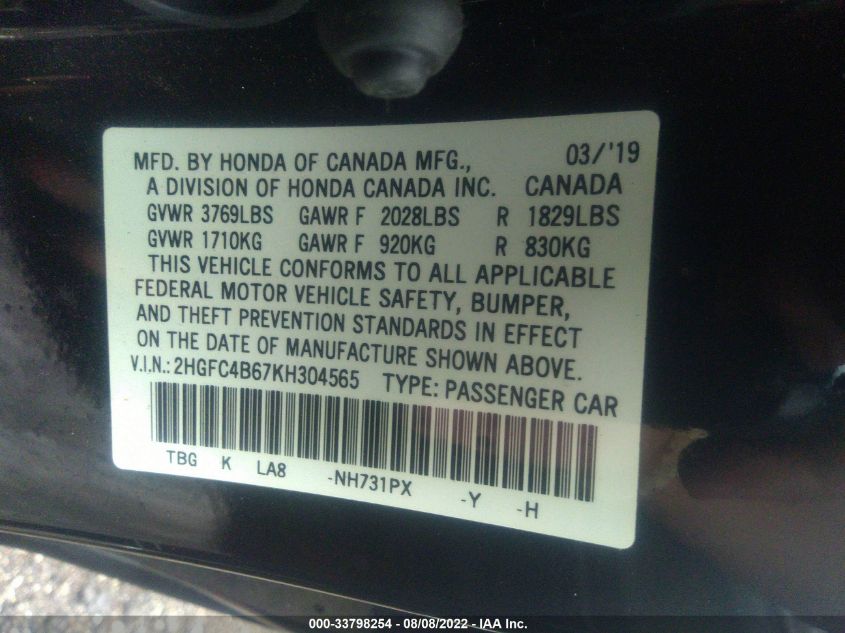 MFD. BY HONDA OF CANADA MFG., 03/'19
A DIVISION OF HONDA CANADA INC. CANADA
GVWR 3769LBS GAWR F 2028LBS R 1829LBS
GVWR 1710KG GAWR F 920KG R 830KG
THIS VEHICLE CONFORMS TO ALL APPLICABLE
FEDERAL MOTOR VEHICLE SAFETY, BUMPER,
AND THEFT PREVENTION STANDARDS IN EFFECT
ON THE DATE OF MANUFACTURE SHOWN ABOVE.
V.I.N.: 2HGFC4B67KH304565 TYPE: PASSENGER CAR
TBG K LA8 -NH731PX -Y -H
000-33798254 - 08/08/2022 - IAA Inc.